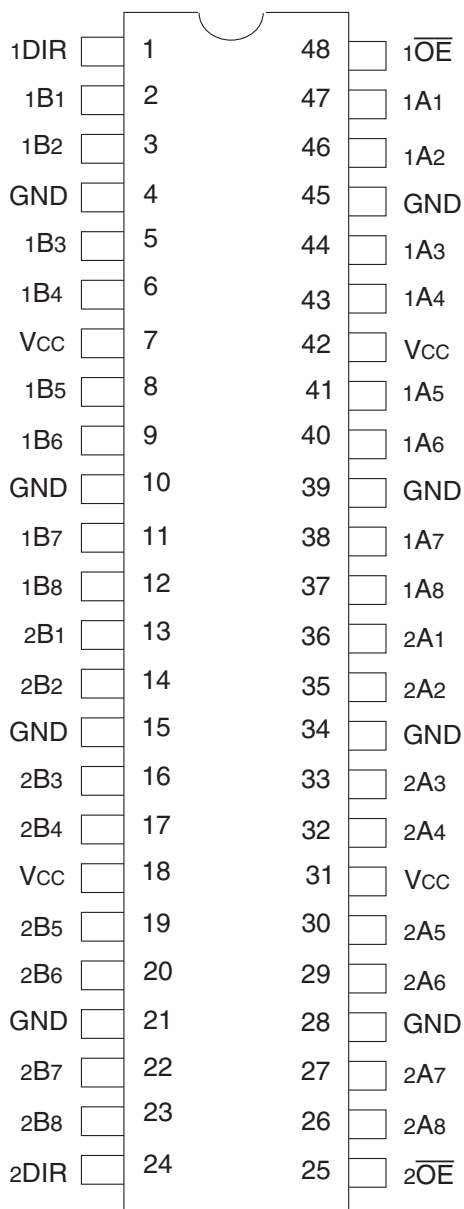 1DIR 1 48 1O̅E̅
1B1 2 47 1A1
1B2 3 46 1A2
GND 4 45 GND
1B3 5 44 1A3
1B4 6 43 1A4
VCC 7 42 VCC
1B5 8 41 1A5
1B6 9 40 1A6
GND 10 39 GND
1B7 11 38 1A7
1B8 12 37 1A8
2B1 13 36 2A1
2B2 14 35 2A2
GND 15 34 GND
2B3 16 33 2A3
2B4 17 32 2A4
VCC 18 31 VCC
2B5 19 30 2A5
2B6 20 29 2A6
GND 21 28 GND
2B7 22 27 2A7
2B8 23 26 2A8
2DIR 24 25 2O̅E̅